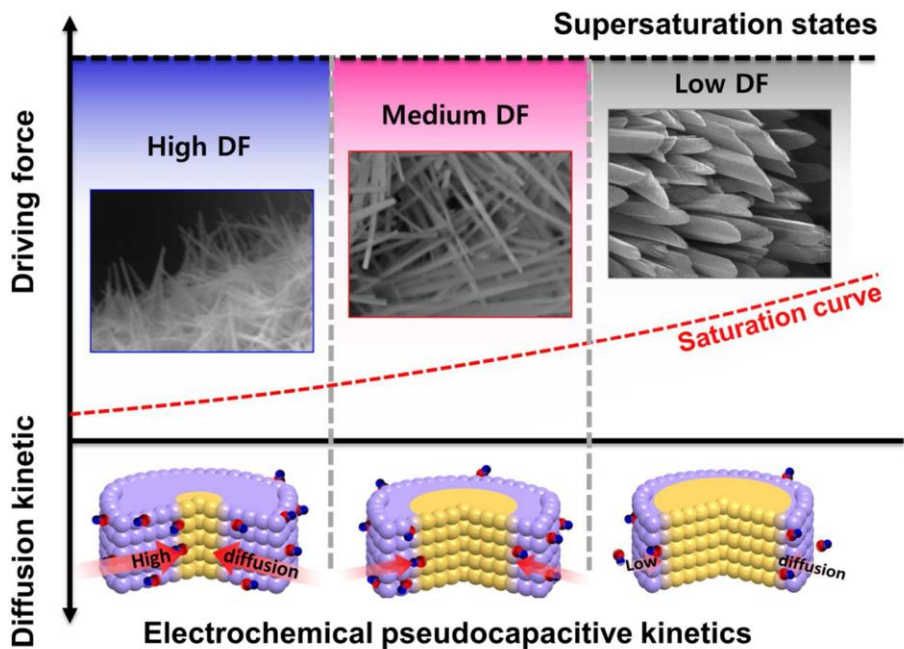 Supersaturation states
High DF
Medium DF
Low DF
Driving force
Saturation curve
Diffusion kinetic
High
diffusion
Low
diffusion
Electrochemical pseudocapacitive kinetics